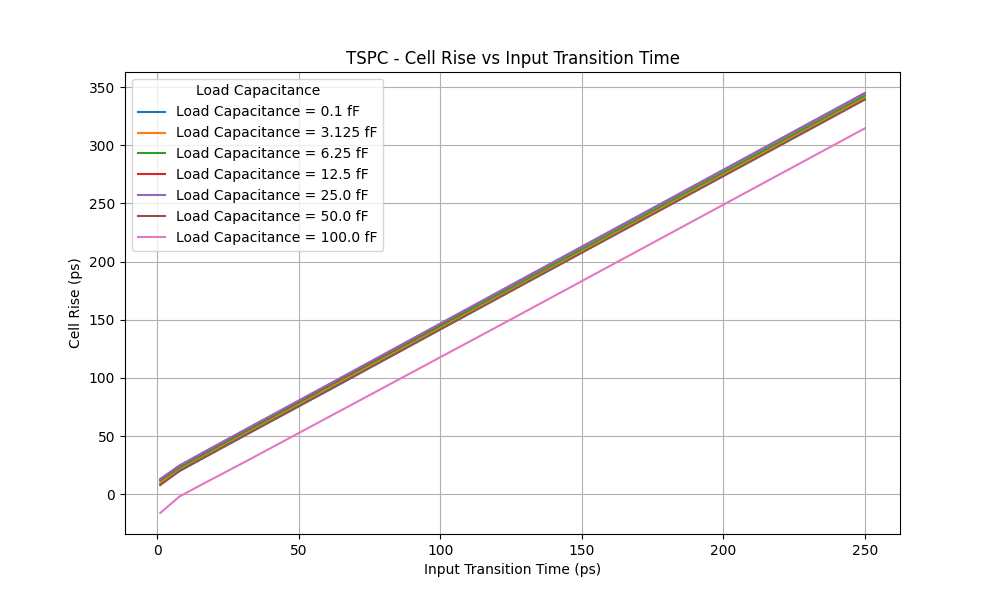 TSPC - Cell Rise vs Input Transition Time
Load Capacitance
Load Capacitance = 0.1 fF
Load Capacitance = 3.125 fF
Load Capacitance = 6.25 fF
Load Capacitance = 12.5 fF
Load Capacitance = 25.0 fF
Load Capacitance = 50.0 fF
Load Capacitance = 100.0 fF
Cell Rise (ps)
350
300
250
200
150
100
50
0
0
50
100
150
200
250
Input Transition Time (ps)